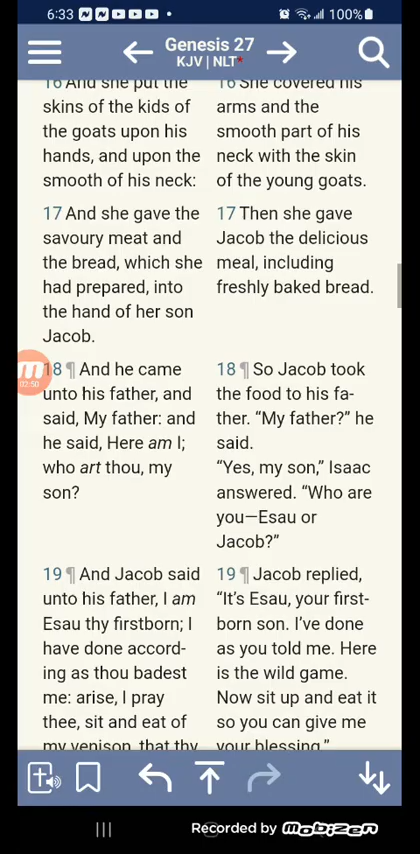 6:33 100%
Genesis 27
KJV | NLT*
16 And she put the
skins of the kids of
the goats upon his
hands, and upon the
smooth of his neck:
17 And she gave the
savoury meat and
the bread, which she
had prepared, into
the hand of her son
Jacob.
18 ¶ And he came
unto his father, and
said, My father: and
he said, Here am I;
who art thou, my
son?
19 ¶ And Jacob said
unto his father, I am
Esau thy firstborn; I
have done accord-
ing as thou badest
me: arise, I pray
thee, sit and eat of
my venison, that thy
16 She covered his
arms and the
smooth part of his
neck with the skin
of the young goats.
17 Then she gave
Jacob the delicious
meal, including
freshly baked bread.
18 ¶ So Jacob took
the food to his fa-
ther. “My father?” he
said.
“Yes, my son,” Isaac
answered. “Who are
you—Esau or
Jacob?”
19 ¶ Jacob replied,
“It’s Esau, your first-
born son. I’ve done
as you told me. Here
is the wild game.
Now sit up and eat it
so you can give me
your blessing.”
02:50
Recorded by Mobizen